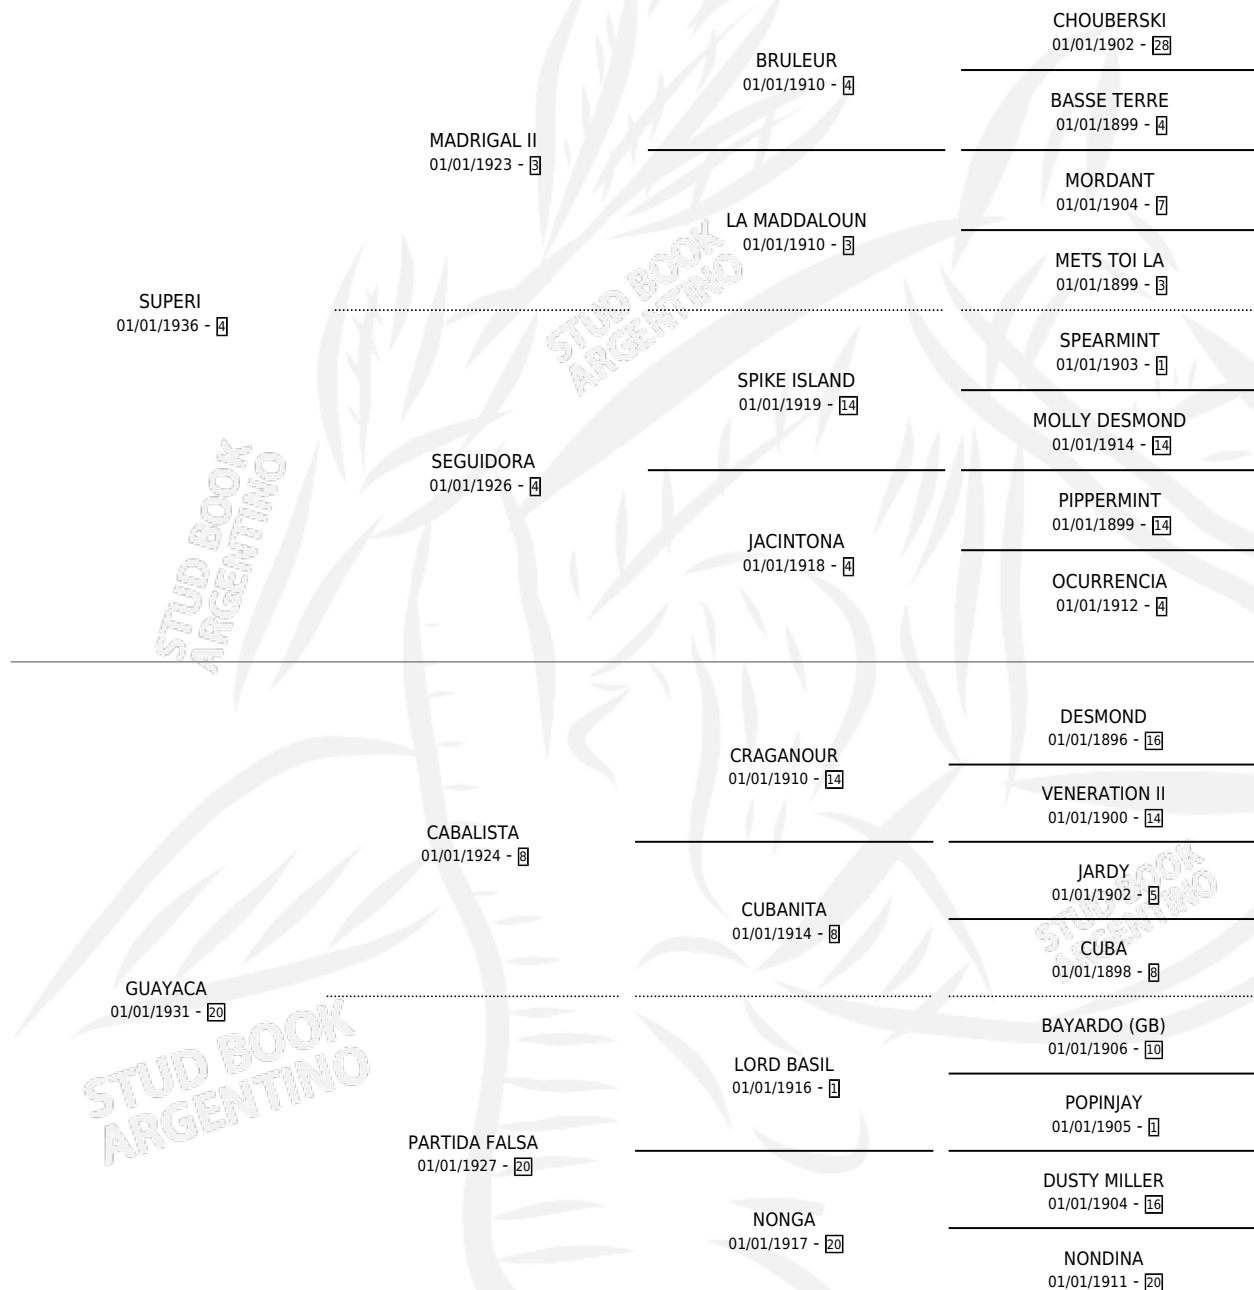 CHOUBERSKI
01/01/1902 - 28
BRULEUR
01/01/1910 - 4
BASSE TERRE
01/01/1899 - 4
MADRIGAL II
01/01/1923 - 3
MORDANT
01/01/1904 - 7
LA MADDALOUN
01/01/1910 - 3
METS TOI LA
01/01/1899 - 3
SUPERI
01/01/1936 - 4
SPEARMINT
01/01/1903 - 1
SPIKE ISLAND
01/01/1919 - 14
MOLLY DESMOND
01/01/1914 - 14
SEGUIDORA
01/01/1926 - 4
PIPPERMINT
01/01/1899 - 14
JACINTONA
01/01/1918 - 4
OCURRENCIA
01/01/1912 - 4
DESMOND
01/01/1896 - 16
CRAGANOUR
01/01/1910 - 14
VENERATION II
01/01/1900 - 14
CABALISTA
01/01/1924 - 8
JARDY
01/01/1902 - 5
CUBANITA
01/01/1914 - 8
CUBA
01/01/1898 - 8
GUAYACA
01/01/1931 - 20
BAYARDO (GB)
01/01/1906 - 10
LORD BASIL
01/01/1916 - 1
POPINJAY
01/01/1905 - 1
PARTIDA FALSA
01/01/1927 - 20
DUSTY MILLER
01/01/1904 - 16
NONGA
01/01/1917 - 20
NONDINA
01/01/1911 - 20
STUD BOOK
ARGENTINO
STUD BOOK
ARGENTINO
STUD BOOK
ARGENTINO
STUD BOOK
ARGENTINO